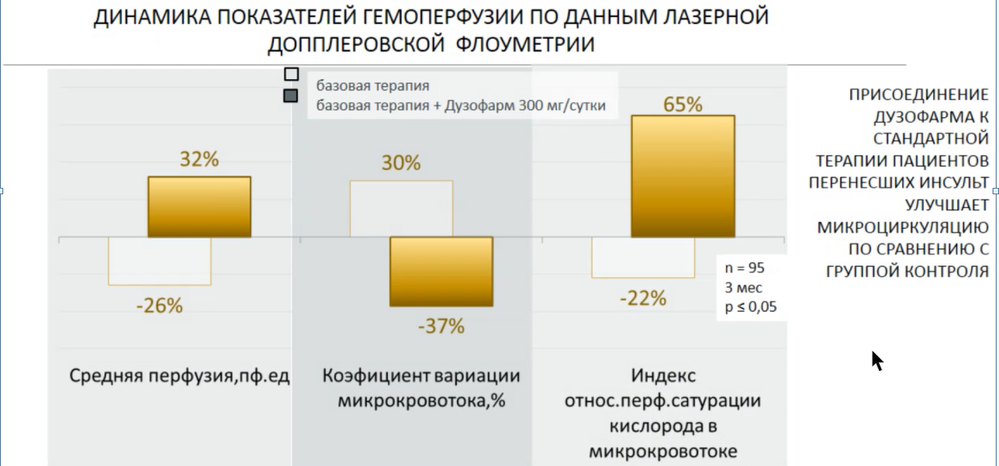 ДИНАМИКА ПОКАЗАТЕЛЕЙ ГЕМОПЕРФУЗИИ ПО ДАННЫМ ЛАЗЕРНОЙ
ДОППЛЕРОВСКОЙ ФЛОУМЕТРИИ
базовая терапия
базовая терапия + Дузофарм 300 мг/сутки
32%
-26%
30%
-37%
65%
-22%
n = 95
3 мес
p ≤ 0,05
Средняя перфузия,пф.ед
Коэфициент вариации
микрокровотока,%
Индекс
относ.перф.сатурации
кислорода в
микрокровотоке
ПРИСОЕДИНЕНИЕ
ДУЗОФАРМА К
СТАНДАРТНОЙ
ТЕРАПИИ ПАЦИЕНТОВ
ПЕРЕНЕСШИХ ИНСУЛЬТ
УЛУЧШАЕТ
МИКРОЦИРКУЛЯЦИЮ
ПО СРАВНЕНИЮ С
ГРУППОЙ КОНТРОЛЯ